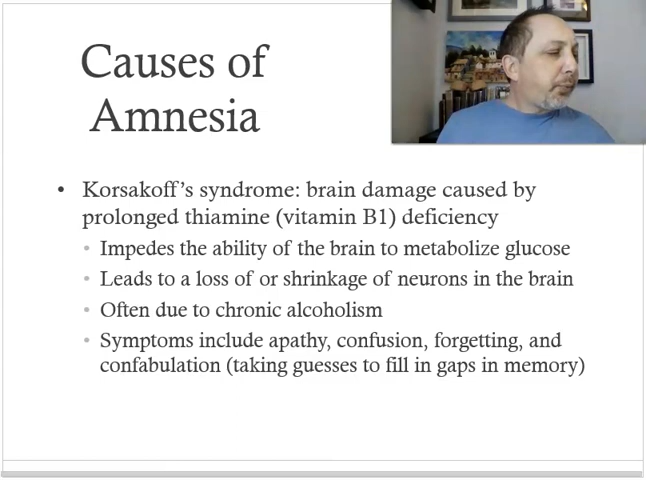 Causes of
Amnesia
• Korsakoff's syndrome: brain damage caused by
prolonged thiamine (vitamin B1) deficiency
• Impedes the ability of the brain to metabolize glucose
• Leads to a loss of or shrinkage of neurons in the brain
• Often due to chronic alcoholism
• Symptoms include apathy, confusion, forgetting, and
confabulation (taking guesses to fill in gaps in memory)